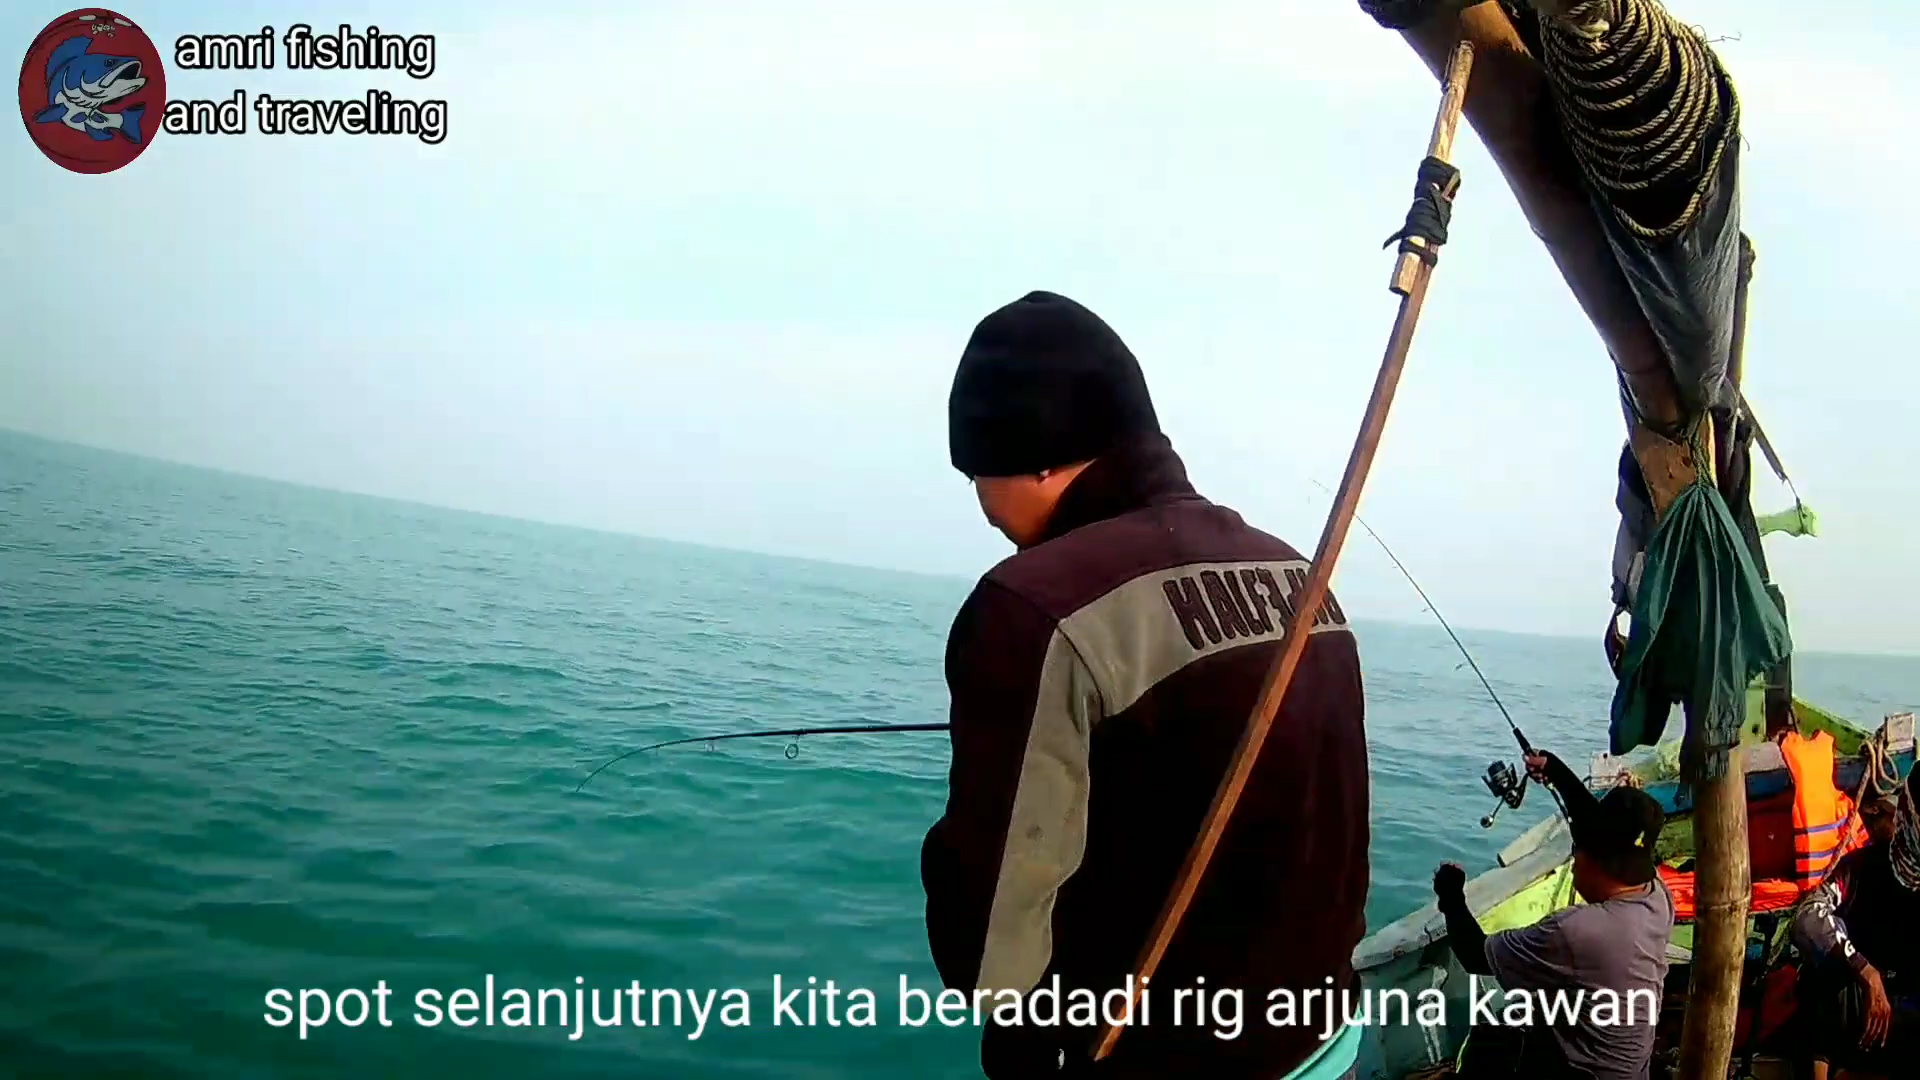 amri fishing
and traveling
spot selanjutnya kita beradadi rig arjuna kawan